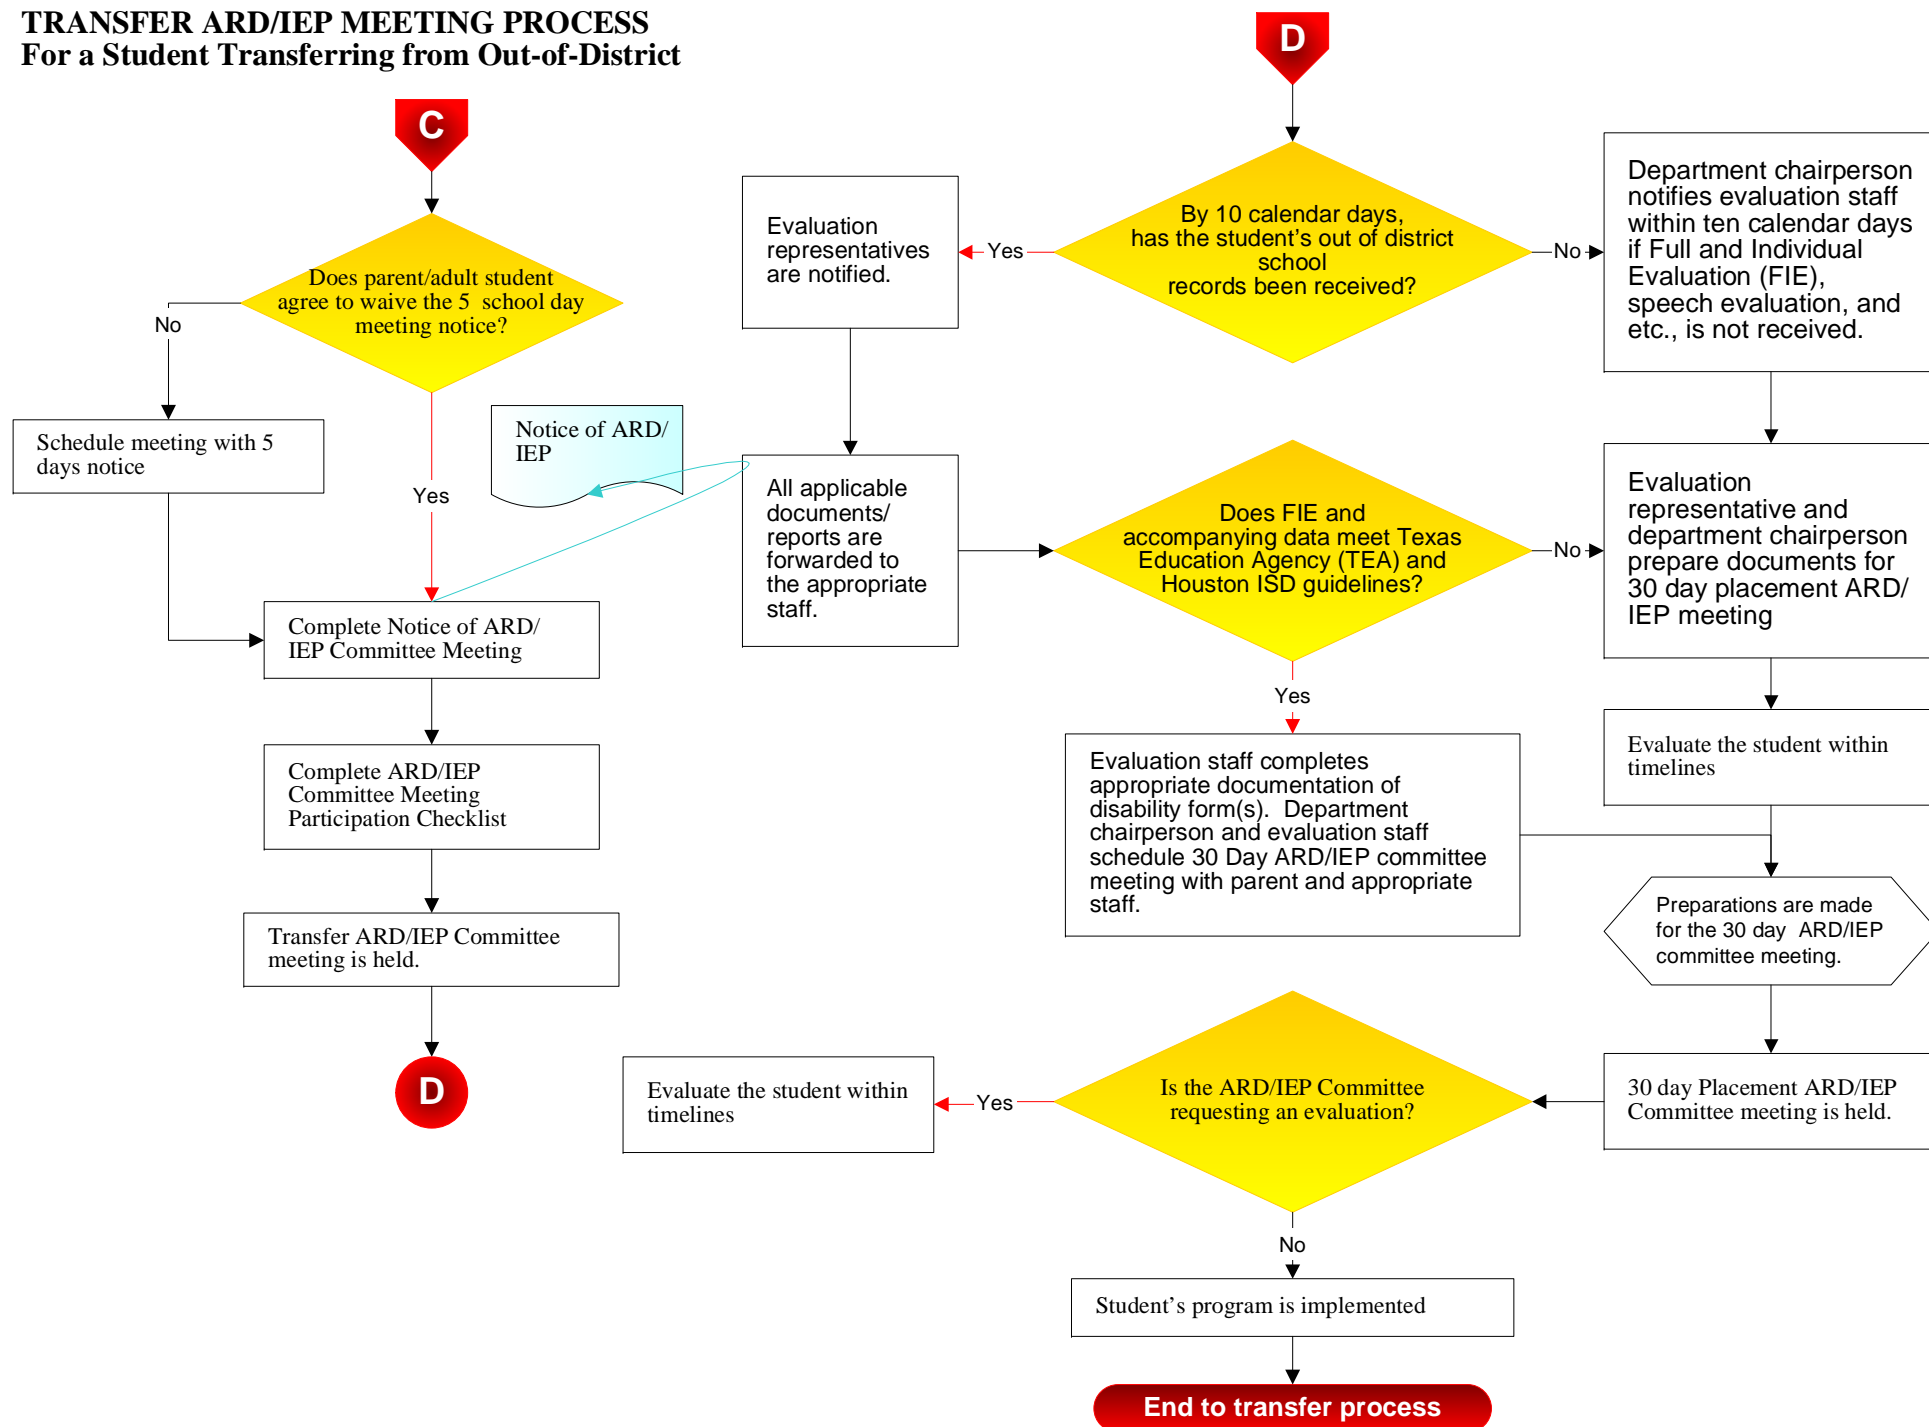 TRANSFER ARD/IEP MEETING PROCESS
For a Student Transferring from Out-of-District
C
Does parent/adult student
agree to waive the 5  school day
meeting notice?
No
Yes
Schedule meeting with 5
days notice
Notice of ARD/
IEP
Complete Notice of ARD/
IEP Committee Meeting
Complete ARD/IEP
Committee Meeting
Participation Checklist
Transfer ARD/IEP Committee
meeting is held.
D
D
By 10 calendar days,
has the student’s out of district
school
records been received?
Yes
No
Evaluation
representatives
are notified.
Department chairperson
notifies evaluation staff
within ten calendar days
if Full and Individual
Evaluation (FIE),
speech evaluation, and
etc., is not received.
All applicable
documents/
reports are
forwarded to
the appropriate
staff.
Does FIE and
accompanying data meet Texas
Education Agency (TEA) and
Houston ISD guidelines?
No
Yes
Evaluation
representative and
department chairperson
prepare documents for
30 day placement ARD/
IEP meeting
Evaluate the student within
timelines
Evaluation staff completes
appropriate documentation of
disability form(s).  Department
chairperson and evaluation staff
schedule 30 Day ARD/IEP committee
meeting with parent and appropriate
staff.
Preparations are made
for the 30 day  ARD/IEP
committee meeting.
30 day Placement ARD/IEP
Committee meeting is held.
Is the ARD/IEP Committee
requesting an evaluation?
Yes
Evaluate the student within
timelines
No
Student’s program is implemented
End to transfer process